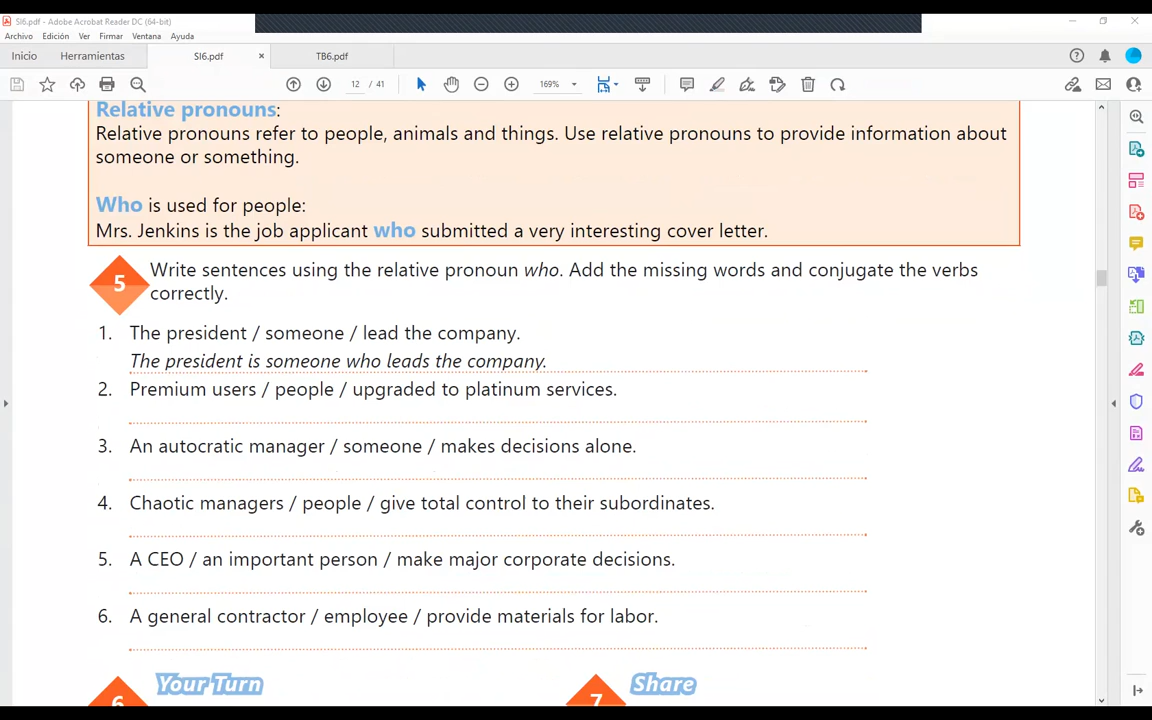 SI6.pdf - Adobe Acrobat Reader DC (64-bit)
Archivo Edición Ver Firmar Ventana Ayuda
Inicio Herramientas SI6.pdf × TB6.pdf
12 / 41 169%
Relative pronouns:
Relative pronouns refer to people, animals and things. Use relative pronouns to provide information about
someone or something.
Who is used for people:
Mrs. Jenkins is the job applicant who submitted a very interesting cover letter.
5 Write sentences using the relative pronoun who. Add the missing words and conjugate the verbs
correctly.
1. The president / someone / lead the company.
The president is someone who leads the company.
2. Premium users / people / upgraded to platinum services.
3. An autocratic manager / someone / makes decisions alone.
4. Chaotic managers / people / give total control to their subordinates.
5. A CEO / an important person / make major corporate decisions.
6. A general contractor / employee / provide materials for labor.
6 Your Turn 7 Share